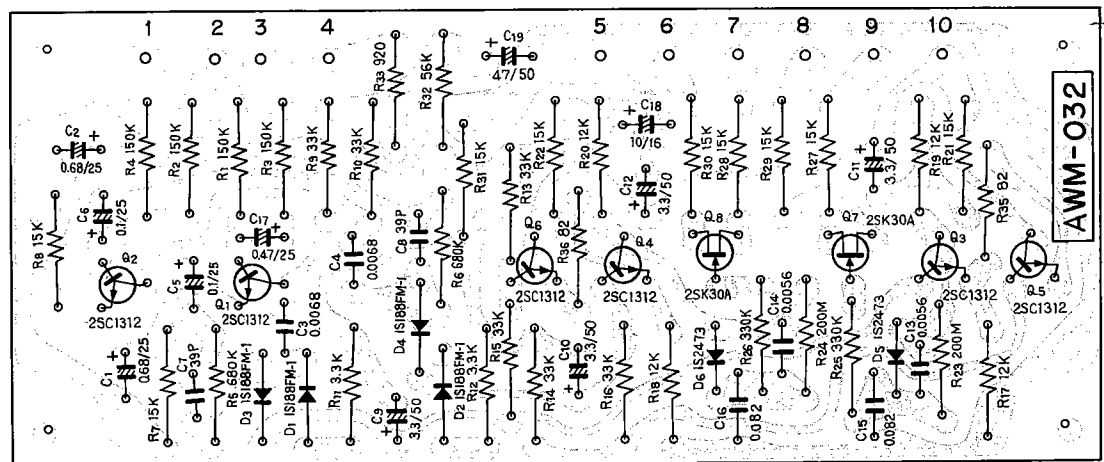 1 2 3 4 5 6 7 8 9 10
C19
47/50
R33 920
R32 56K
AWM-032
C2
0.68/25
R4 150K
R2 150K
R1 150K
R3 150K
R9 33K
R10 33K
R31 15K
R13 33K
R22 15K
R20 12K
C18
10/16
R30 15K
R28 15K
R29 15K
R27 15K
C11 3.3/50
R19 12K
R21 15K
R35 82
R8 15K
C6 0.1/25
C17
0.47/25
C4 0.0068
C8 39P
R6 680K
Q6
2SC1312
R36 82
C12 3.3/50
Q4
2SC1312
Q8
2SK30A
Q7
2SK30A
Q3
2SC1312
Q5
2SC1312
Q2
2SC1312
C5 0.1/25
Q1
2SC1312
C3 0.0068
D4 1S188FM-1
C14 0.0056
C1 0.68/25
R7 15K
C7 39P
R5 680K
D3 1S188FM-1
D1 1S188FM-1
R11 3.3K
C9 3.3/50
D2 1S188FM-1
R12 3.3K
R15 33K
R14 33K
C10 3.3/50
R16 33K
R18 12K
D6 1S2473
C16 0.082
R26 330K
R24 200M
R25 330K
D5 1S2473
C15 0.082
C13 0.0056
R23 200M
R17 12K